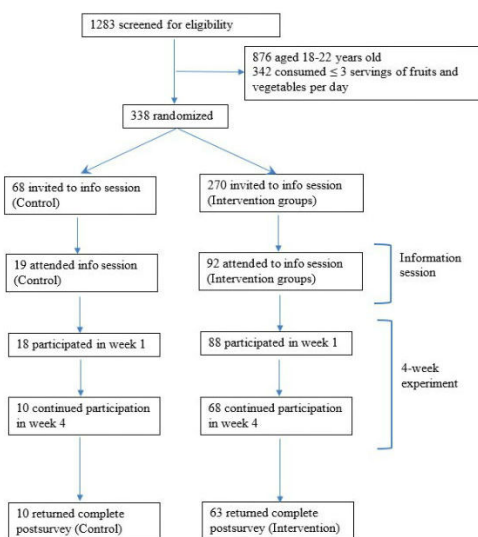 1283 screened for eligibility
876 aged 18-22 years old
342 consumed ≤ 3 servings of fruits and
vegetables per day
338 randomized
68 invited to info session
(Control)
270 invited to info session
(Intervention groups)
19 attended info session
(Control)
92 attended to info session
(Intervention groups)
Information
session
18 participated in week 1
88 participated in week 1
4-week
experiment
10 continued participation
in week 4
68 continued participation
in week 4
10 returned complete
postsurvey (Control)
63 returned complete
postsurvey (Intervention)